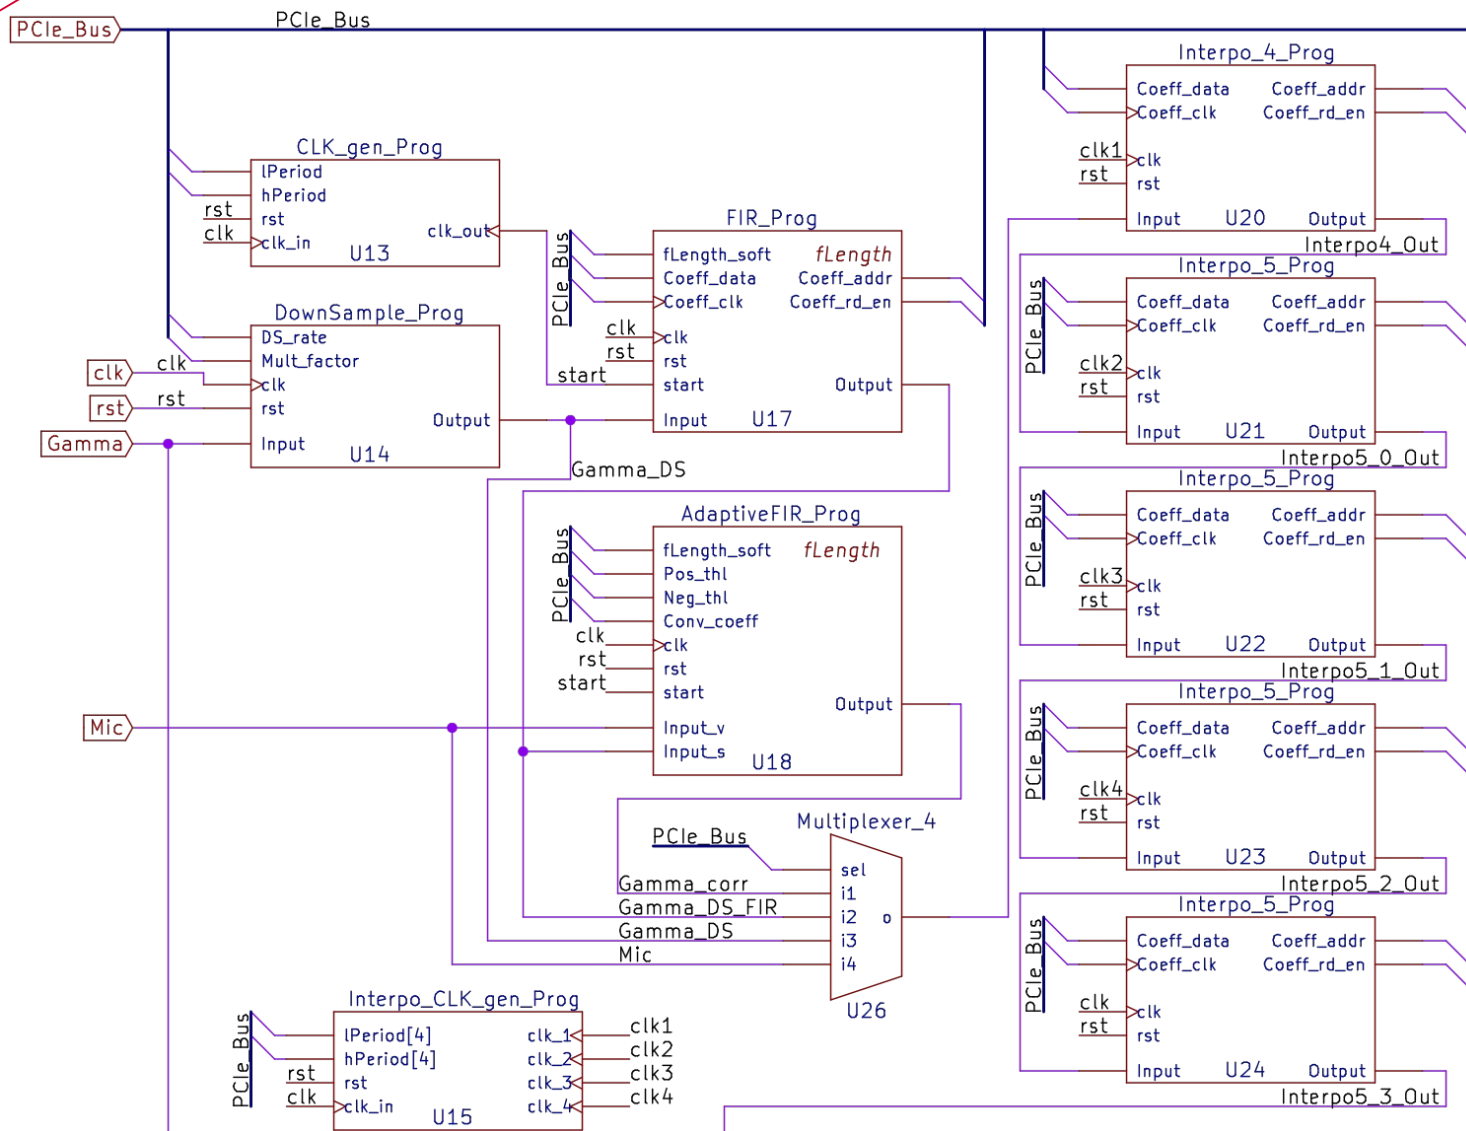 PCIe_Bus
PCIe_Bus
CLK_gen_Prog
lPeriod
hPeriod
rst rst
clk clk_in
clk_out
U13
DownSample_Prog
DS_rate
Mult_factor
clk clk clk
rst rst rst
Gamma Input
Output
U14
FIR_Prog
PCIe_Bus
fLength_soft fLength
Coeff_data Coeff_addr
Coeff_clk Coeff_rd_en
clk clk
rst rst
start start Output
Input U17
Gamma_DS
AdaptiveFIR_Prog
PCIe_Bus
fLength_soft fLength
Pos_thl
Neg_thl
Conv_coeff
clk clk
rst rst
start start
Output
Mic Input_v
Input_s
U18
Multiplexer_4
PCIe_Bus
sel
Gamma_corr i1
Gamma_DS_FIR i2 o
Gamma_DS i3
Mic i4
U26
Interpo_CLK_gen_Prog
PCIe_Bus
lPeriod[4] clk_1 clk1
hPeriod[4] clk_2 clk2
rst rst clk_3 clk3
clk clk_in clk_4 clk4
U15
Interpo_4_Prog
Coeff_data Coeff_addr
Coeff_clk Coeff_rd_en
clk1 clk
rst rst
Input U20 Output
Interpo4_Out
Interpo_5_Prog
PCIe_Bus
Coeff_data Coeff_addr
Coeff_clk Coeff_rd_en
clk2 clk
rst rst
Input U21 Output
Interpo5_0_Out
Interpo_5_Prog
PCIe_Bus
Coeff_data Coeff_addr
Coeff_clk Coeff_rd_en
clk3 clk
rst rst
Input U22 Output
Interpo5_1_Out
Interpo_5_Prog
PCIe_Bus
Coeff_data Coeff_addr
Coeff_clk Coeff_rd_en
clk4 clk
rst rst
Input U23 Output
Interpo5_2_Out
Interpo_5_Prog
PCIe_Bus
Coeff_data Coeff_addr
Coeff_clk Coeff_rd_en
clk clk
rst rst
Input U24 Output
Interpo5_3_Out